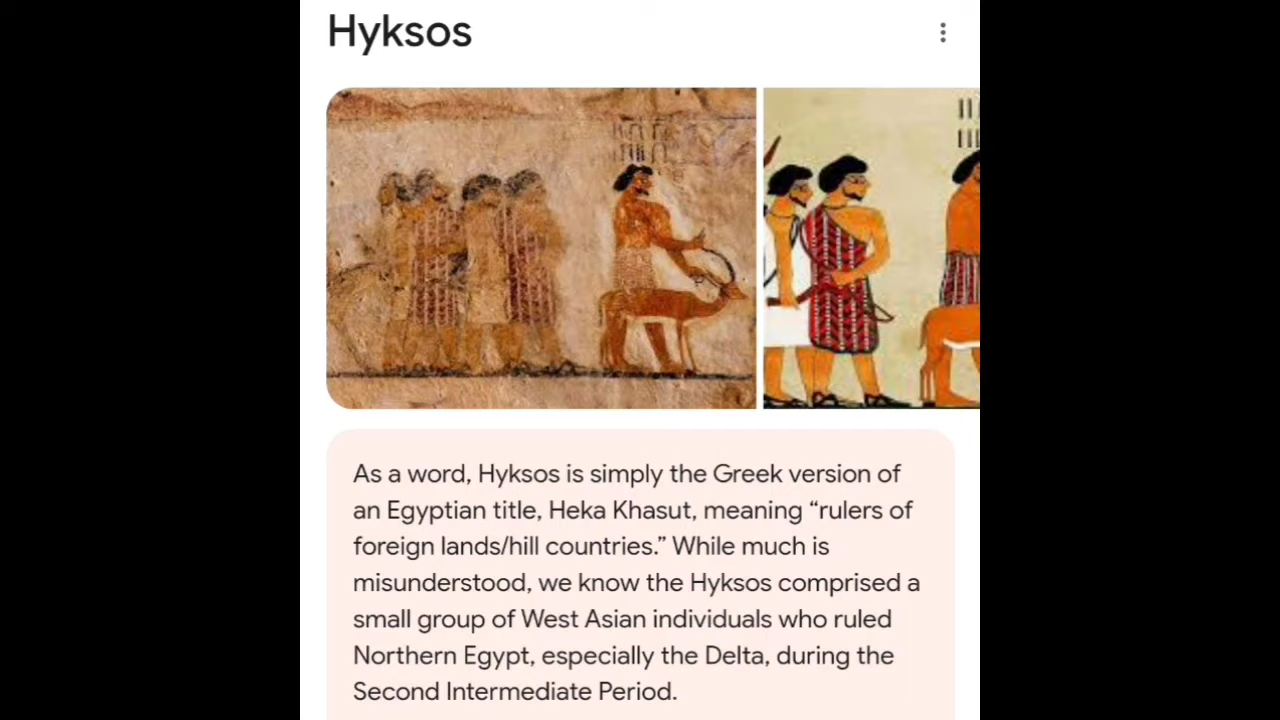 Hyksos
As a word, Hyksos is simply the Greek version of
an Egyptian title, Heka Khasut, meaning “rulers of
foreign lands/hill countries.” While much is
misunderstood, we know the Hyksos comprised a
small group of West Asian individuals who ruled
Northern Egypt, especially the Delta, during the
Second Intermediate Period.